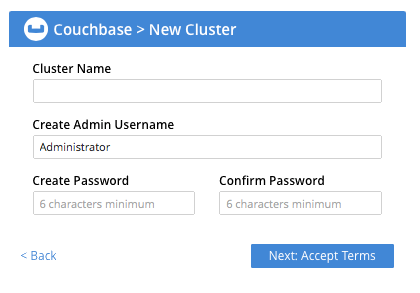 Couchbase > New Cluster
Cluster Name
Create Admin Username
Administrator
Create Password Confirm Password
6 characters minimum 6 characters minimum
< Back Next: Accept Terms